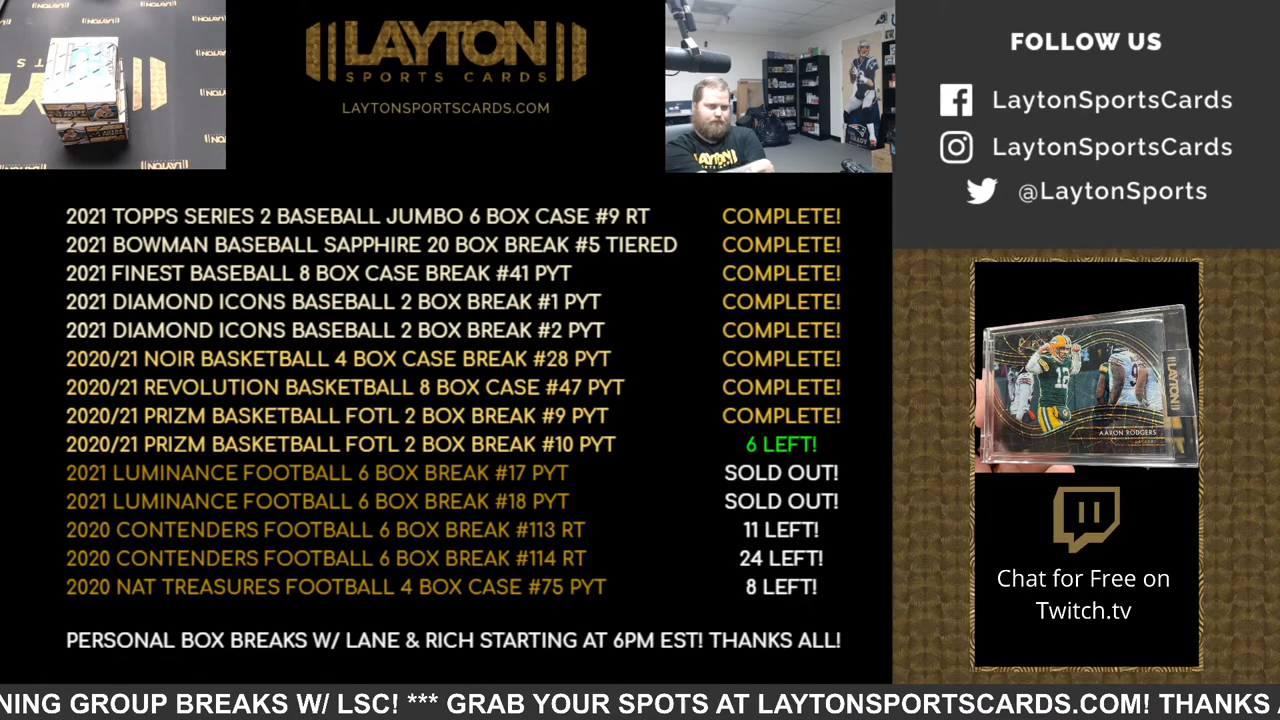 LAYTON
SPORTS CARDS
LAYTONSPORTSCARDS.COM
FOLLOW US
LaytonSportsCards
LaytonSportsCards
@LaytonSports
LAYTON
BRADY
2021 TOPPS SERIES 2 BASEBALL JUMBO 6 BOX CASE #9 RT COMPLETE!
2021 BOWMAN BASEBALL SAPPHIRE 20 BOX BREAK #5 TIERED COMPLETE!
2021 FINEST BASEBALL 8 BOX CASE BREAK #41 PYT COMPLETE!
2021 DIAMOND ICONS BASEBALL 2 BOX BREAK #1 PYT COMPLETE!
2021 DIAMOND ICONS BASEBALL 2 BOX BREAK #2 PYT COMPLETE!
2020/21 NOIR BASKETBALL 4 BOX CASE BREAK #28 PYT COMPLETE!
2020/21 REVOLUTION BASKETBALL 8 BOX CASE #47 PYT COMPLETE!
2020/21 PRIZM BASKETBALL FOTL 2 BOX BREAK #9 PYT COMPLETE!
2020/21 PRIZM BASKETBALL FOTL 2 BOX BREAK #10 PYT 6 LEFT!
2021 LUMINANCE FOOTBALL 6 BOX BREAK #17 PYT SOLD OUT!
2021 LUMINANCE FOOTBALL 6 BOX BREAK #18 PYT SOLD OUT!
2020 CONTENDERS FOOTBALL 6 BOX BREAK #113 RT 11 LEFT!
2020 CONTENDERS FOOTBALL 6 BOX BREAK #114 RT 24 LEFT!
2020 NAT TREASURES FOOTBALL 4 BOX CASE #75 PYT 8 LEFT!
PERSONAL BOX BREAKS W/ LANE & RICH STARTING AT 6PM EST! THANKS ALL!
12
AARON RODGERS
LAYTON
Chat for Free on
Twitch.tv
NING GROUP BREAKS W/ LSC! *** GRAB YOUR SPOTS AT LAYTONSPORTSCARDS.COM! THANKS A